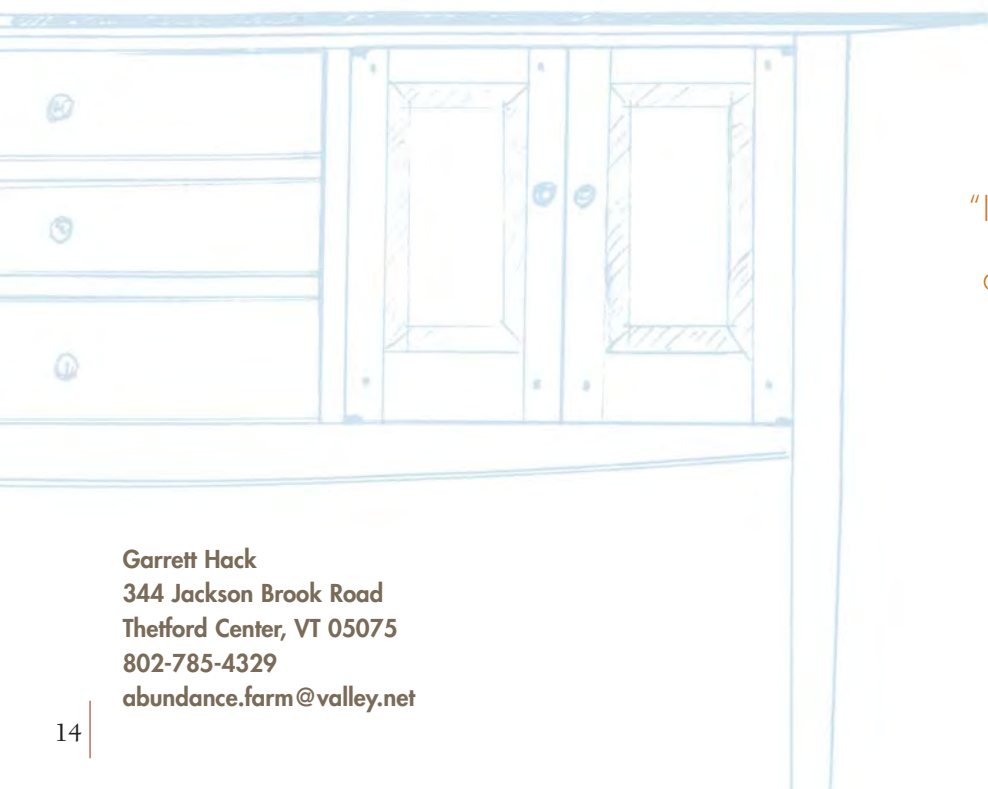 Garrett Hack
344 Jackson Brook Road
Thetford Center, VT 05075
802-785-4329
abundance.farm@valley.net
14